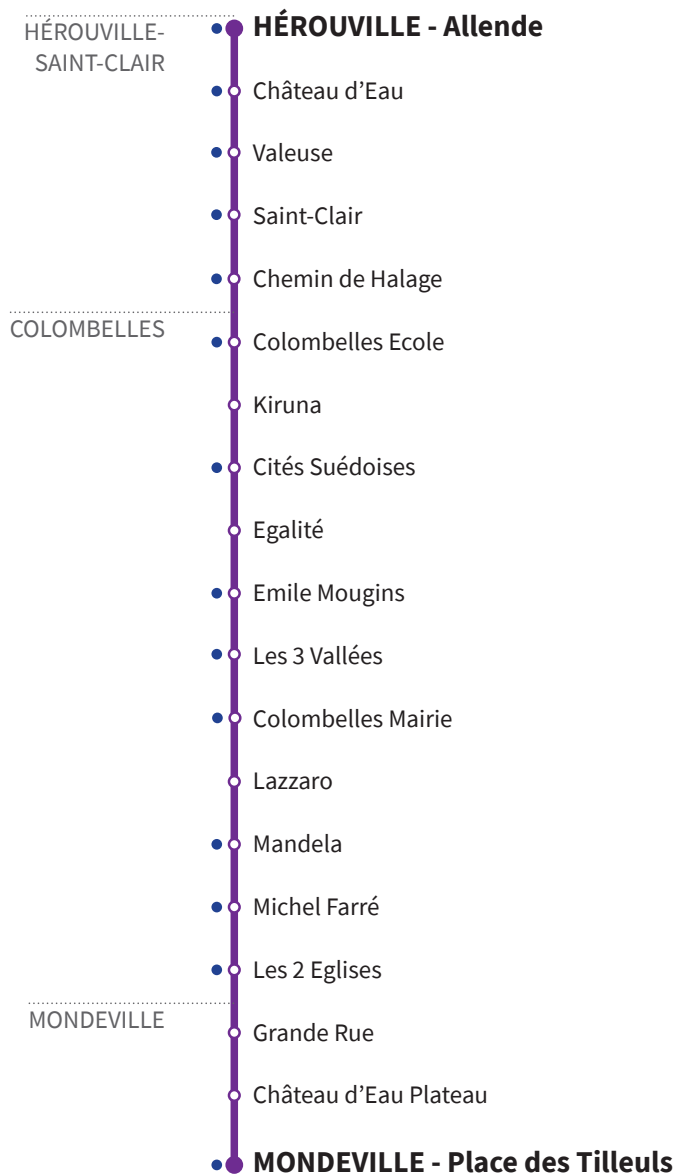 HÉROUVILLE-
SAINT-CLAIR
HÉROUVILLE - Allende
Château d’Eau
Valeuse
Saint-Clair
Chemin de Halage
COLOMBELLES
Colombelles Ecole
Kiruna
Cités Suédoises
Egalité
Emile Mougins
Les 3 Vallées
Colombelles Mairie
Lazzaro
Mandela
Michel Farré
Les 2 Eglises
MONDEVILLE
Grande Rue
Château d’Eau Plateau
MONDEVILLE - Place des Tilleuls